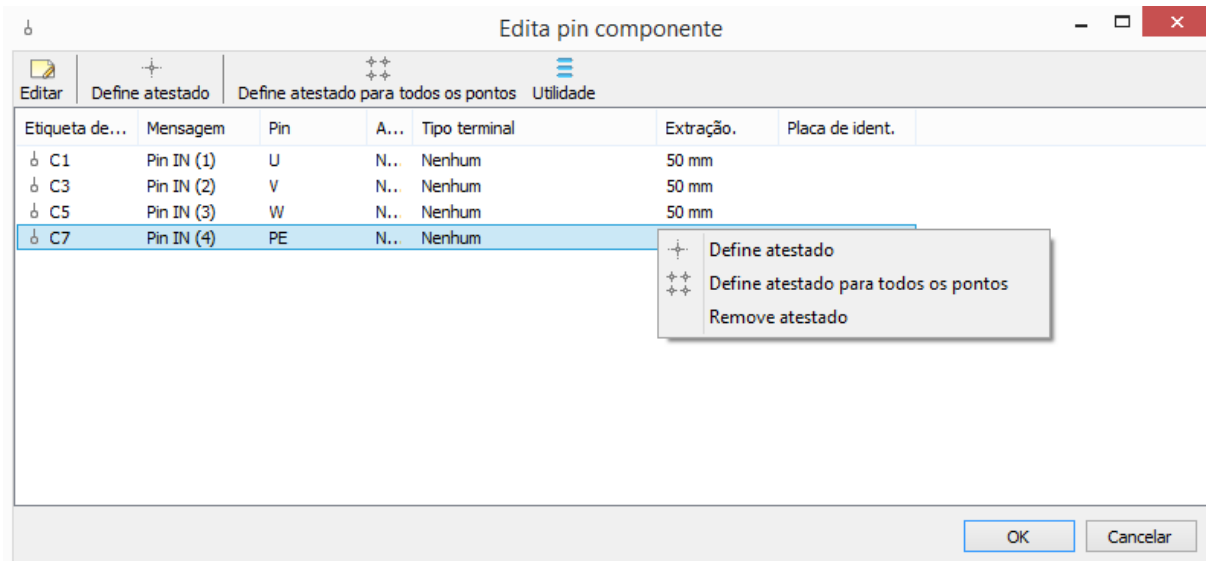 Edita pin componente
Editar Define atestado Define atestado para todos os pontos Utilidade
Etiqueta de... Mensagem Pin A... Tipo terminal Extração. Placa de ident.
C1 Pin IN (1) U N... Nenhum 50 mm
C3 Pin IN (2) V N... Nenhum 50 mm
C5 Pin IN (3) W N... Nenhum 50 mm
C7 Pin IN (4) PE N... Nenhum
Define atestado
Define atestado para todos os pontos
Remove atestado
OK Cancelar